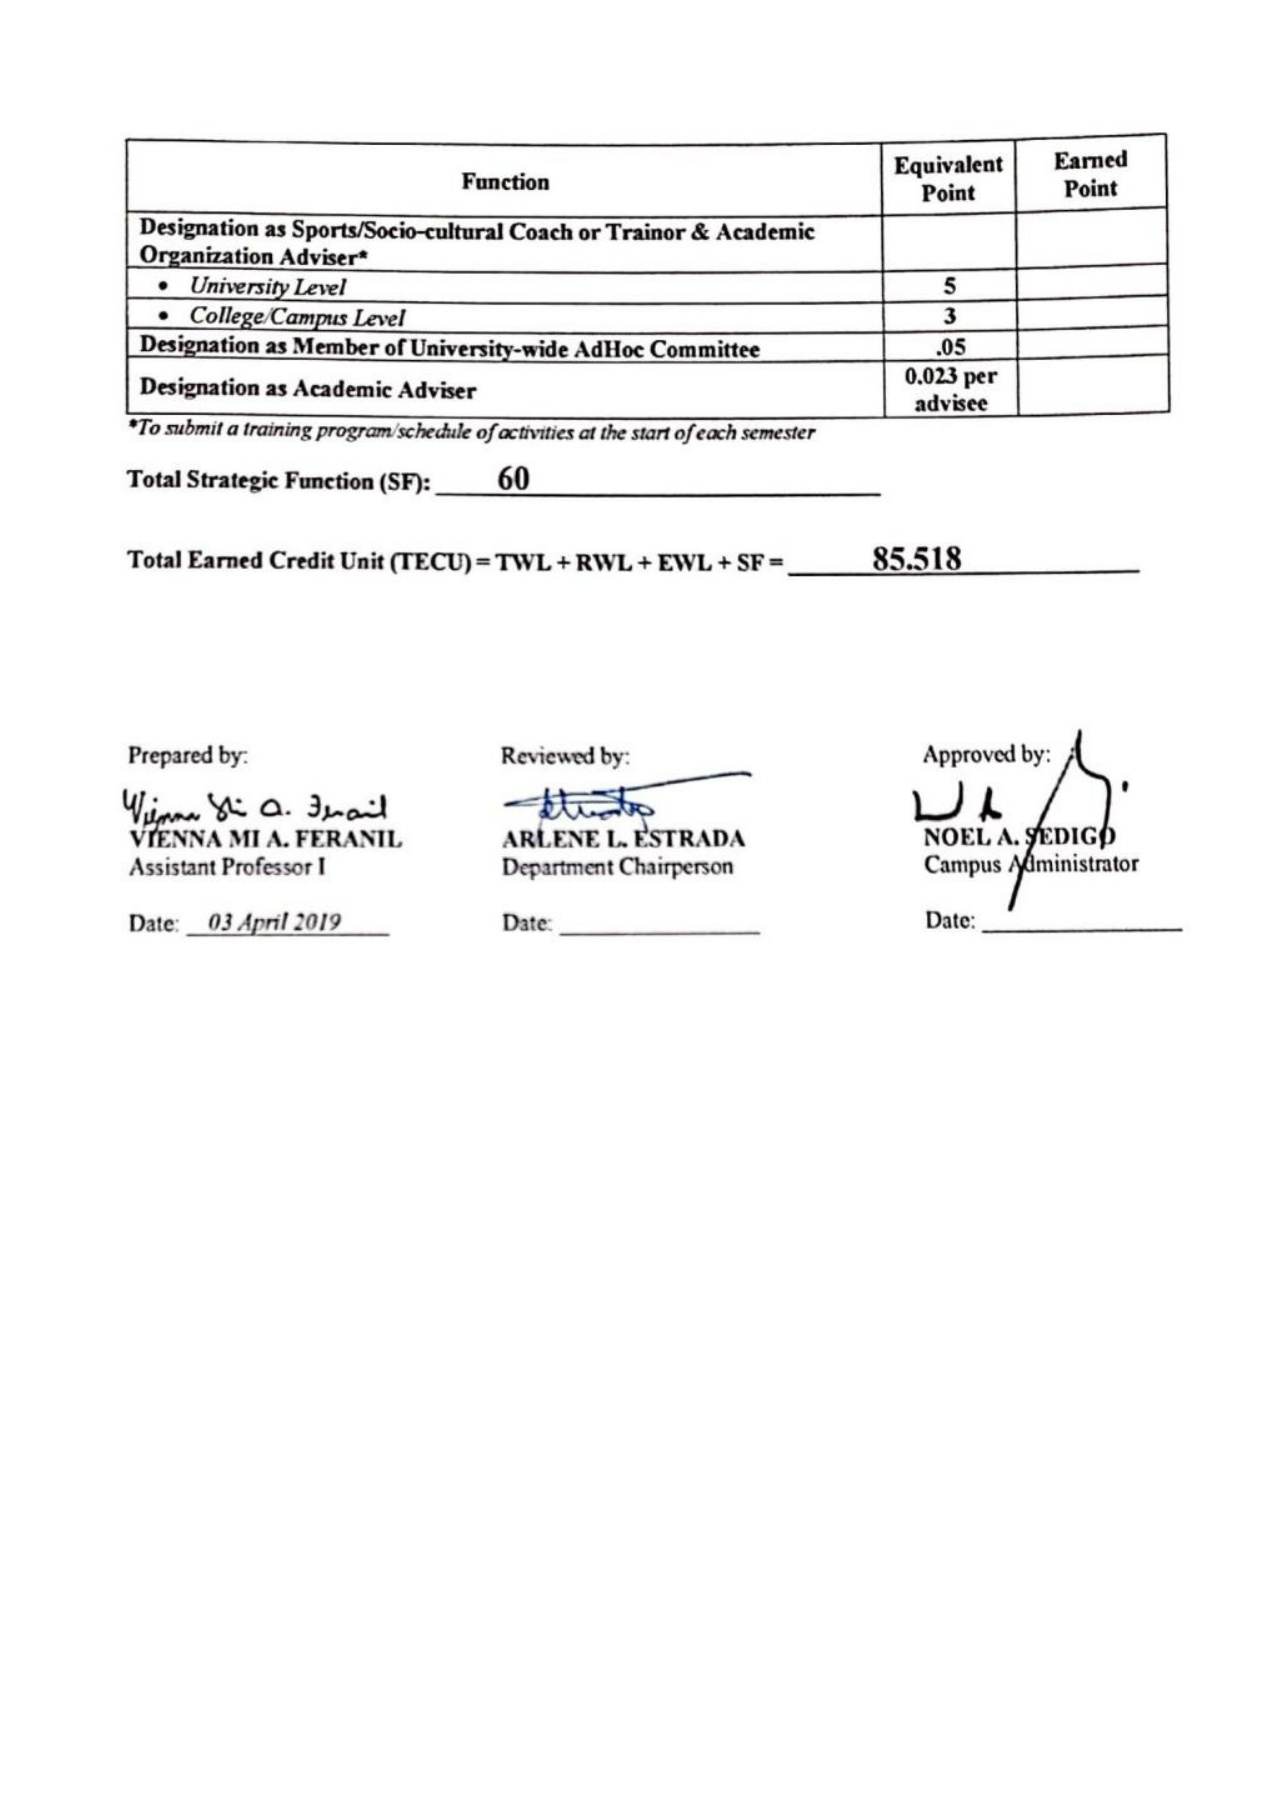 Function
Equivalent Point
Earned Point
Designation as Sports/Socio-cultural Coach or Trainor & Academic
Organization Adviser*
• University Level 5
• College/Campus Level 3
Designation as Member of University-wide AdHoc Committee .05
Designation as Academic Adviser 0.023 per advisee
*To submit a training program/schedule of activities at the start of each semester
Total Strategic Function (SF): 60
Total Earned Credit Unit (TECU) = TWL + RWL + EWL + SF = 85.518
Prepared by: Reviewed by: Approved by:
Vienna Mi A. Feranil
VIENNA MI A. FERANIL ARLENE L. ESTRADA NOEL A. SEDIGO
Assistant Professor I Department Chairperson Campus Administrator
Date: 03 April 2019 Date: Date: